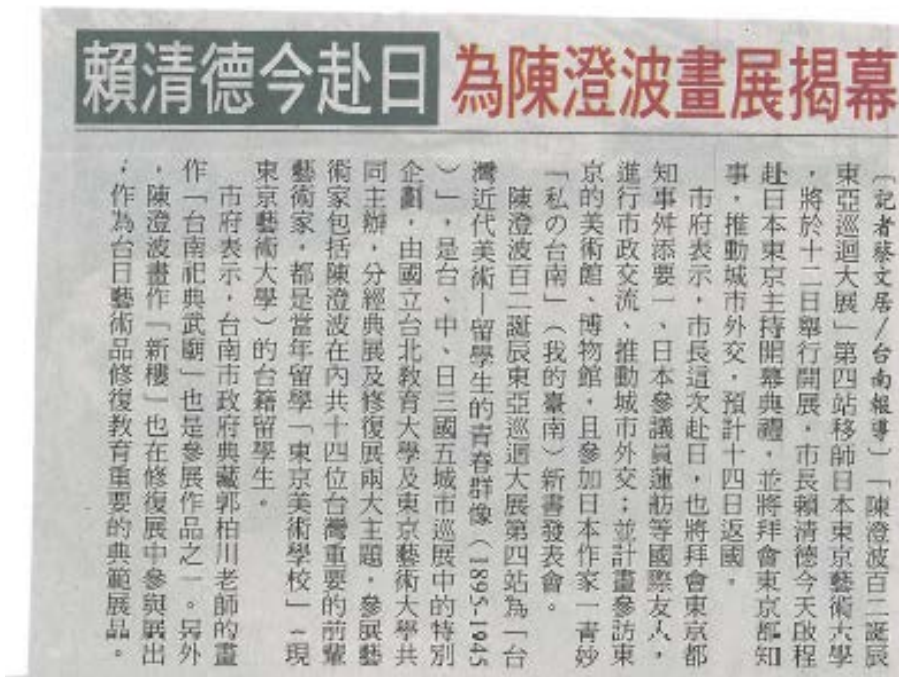 賴清德今赴日 為陳澄波畫展揭幕
〔記者蔡文居/台南報導〕「陳澄波百二誕辰
東亞巡迴大展」第四站移師日本東京藝術大學
,將於十二日舉行開展,市長賴清德今天啟程
赴日本東京主持開幕典禮,並將拜會東京都知
事,推動城市外交,預計十四日返國。
市府表示,市長這次赴日,也將拜會東京都
知事舛添要一、日本參議員蓮舫等國際友人,
進行市政交流、推動城市外交;並計畫參訪東
京的美術館、博物館,且參加日本作家一青妙
「私の台南」(我的臺南)新書發表會。
陳澄波百二誕辰東亞巡迴大展第四站為「台
灣近代美術—留學生的青春群像(1895-1945
)」,是台、中、日三國五城市巡展中的特別
企劃,由國立台北教育大學及東京藝術大學共
同主辦,分經典展及修復展兩大主題,參展藝
術家包括陳澄波在內共十四位台灣重要的前輩
藝術家,都是當年留學「東京美術學校」(現
東京藝術大學)的台籍留學生。
市府表示,台南市政府典藏郭柏川老師的畫
作「台南祀典武廟」也是參展作品之一。另外
,陳澄波畫作「新樓」也在修復展中參與展出
,作為台日藝術品修復教育重要的典範展品。